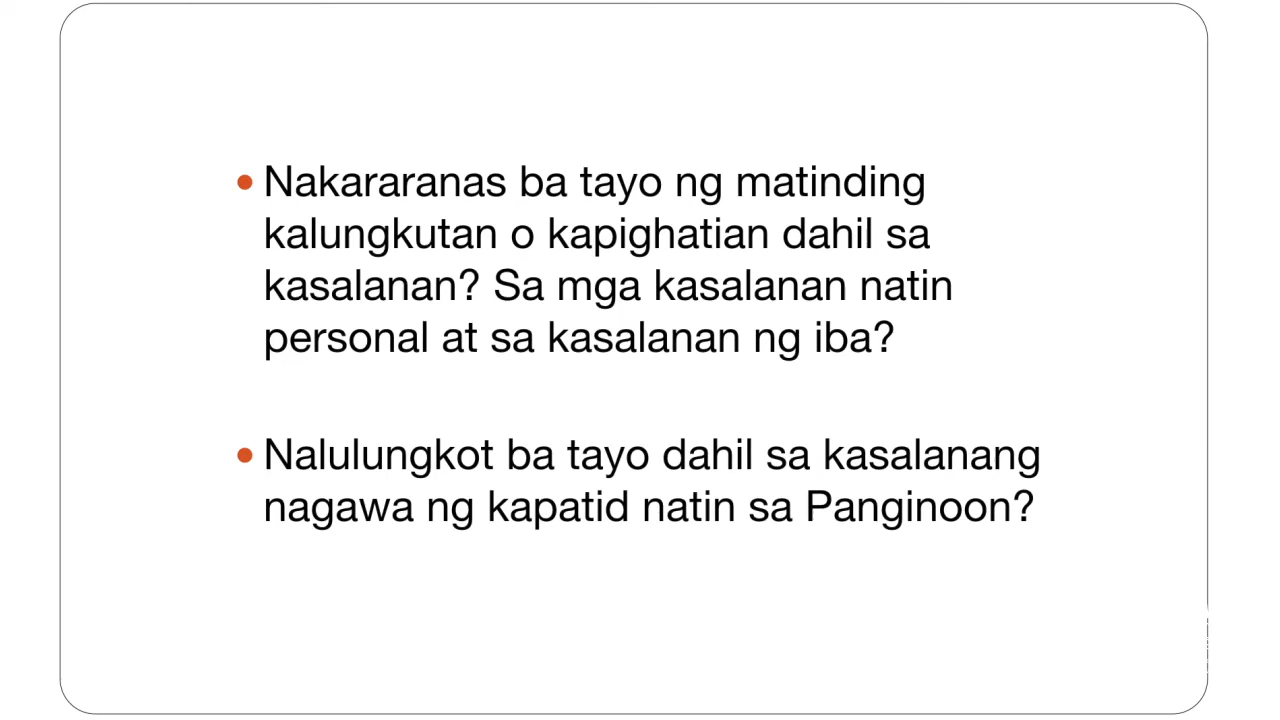 • Nakararanas ba tayo ng matinding
kalungkutan o kapighatian dahil sa
kasalanan? Sa mga kasalanan natin
personal at sa kasalanan ng iba?
• Nalulungkot ba tayo dahil sa kasalanang
nagawa ng kapatid natin sa Panginoon?